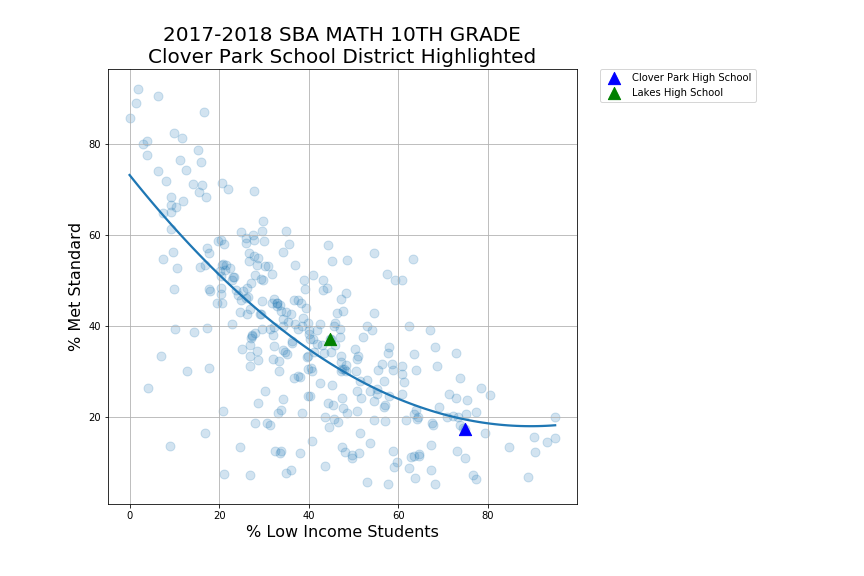 2017-2018 SBA MATH 10TH GRADE
Clover Park School District Highlighted
Clover Park High School
Lakes High School
% Met Standard
80
60
40
20
0 20 40 60 80
% Low Income Students